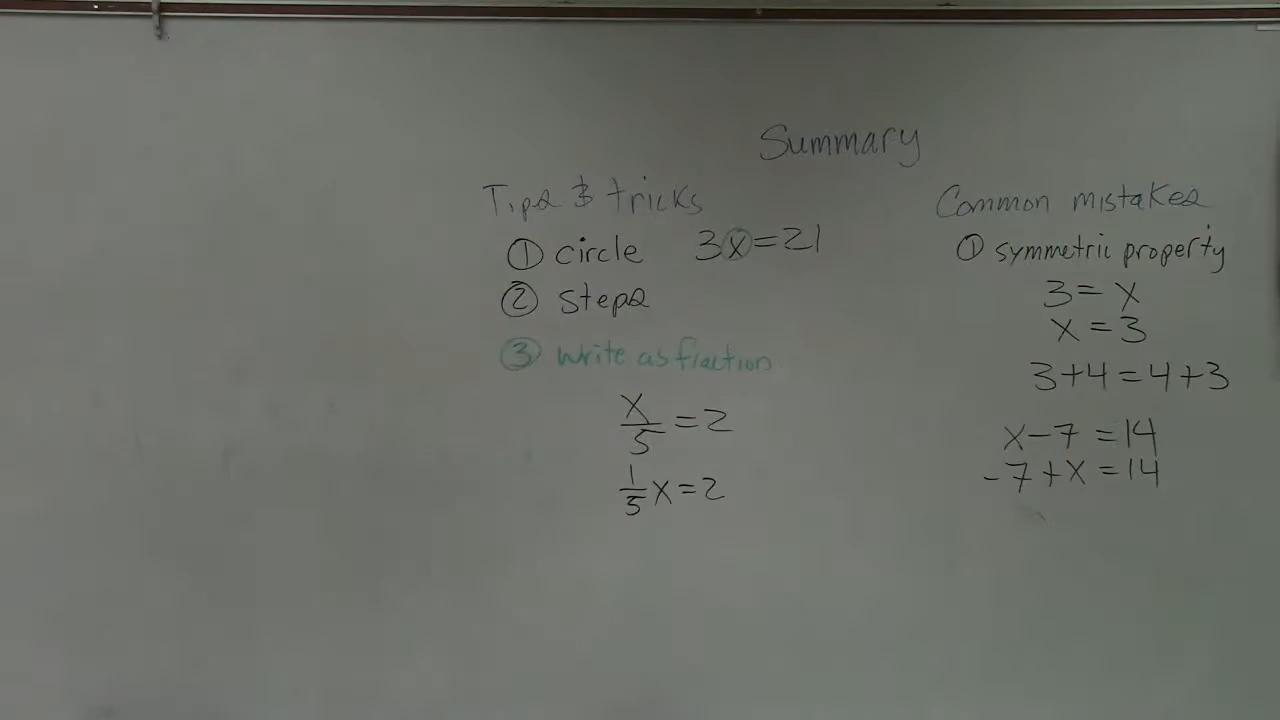 Summary
Tips & tricks
① circle 3x=21
② steps
③ write as fraction
x/5 = 2
1/5 x = 2
Common mistakes
① symmetric property
3 = x
x = 3
3+4=4+3
x-7=14
-7+x=14